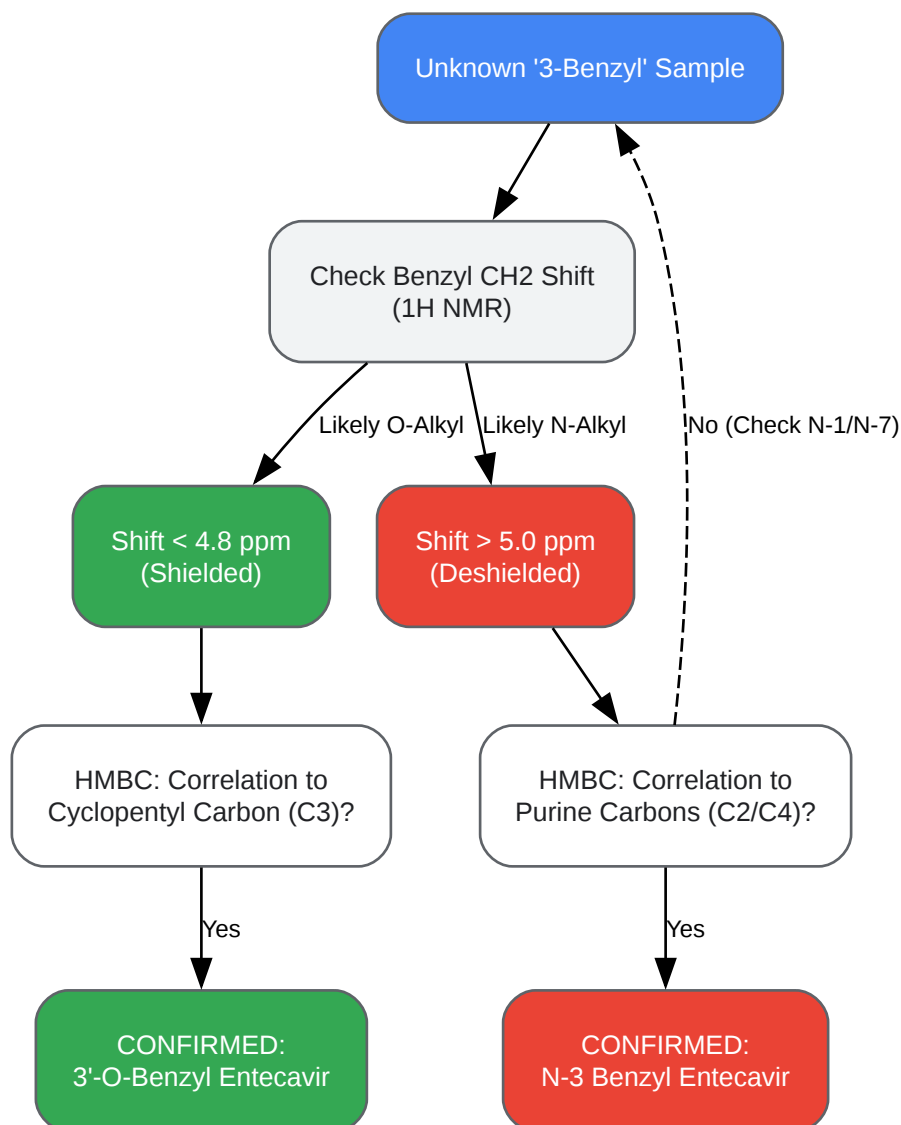 Unknown '3-Benzyl' Sample
Check Benzyl CH2 Shift
(1H NMR)
Likely O-Alkyl
Likely N-Alkyl
No (Check N-1/N-7)
Shift < 4.8 ppm
(Shielded)
Shift > 5.0 ppm
(Deshielded)
HMBC: Correlation to
Cyclopentyl Carbon (C3)?
HMBC: Correlation to
Purine Carbons (C2/C4)?
Yes
Yes
CONFIRMED:
3'-O-Benzyl Entecavir
CONFIRMED:
N-3 Benzyl Entecavir